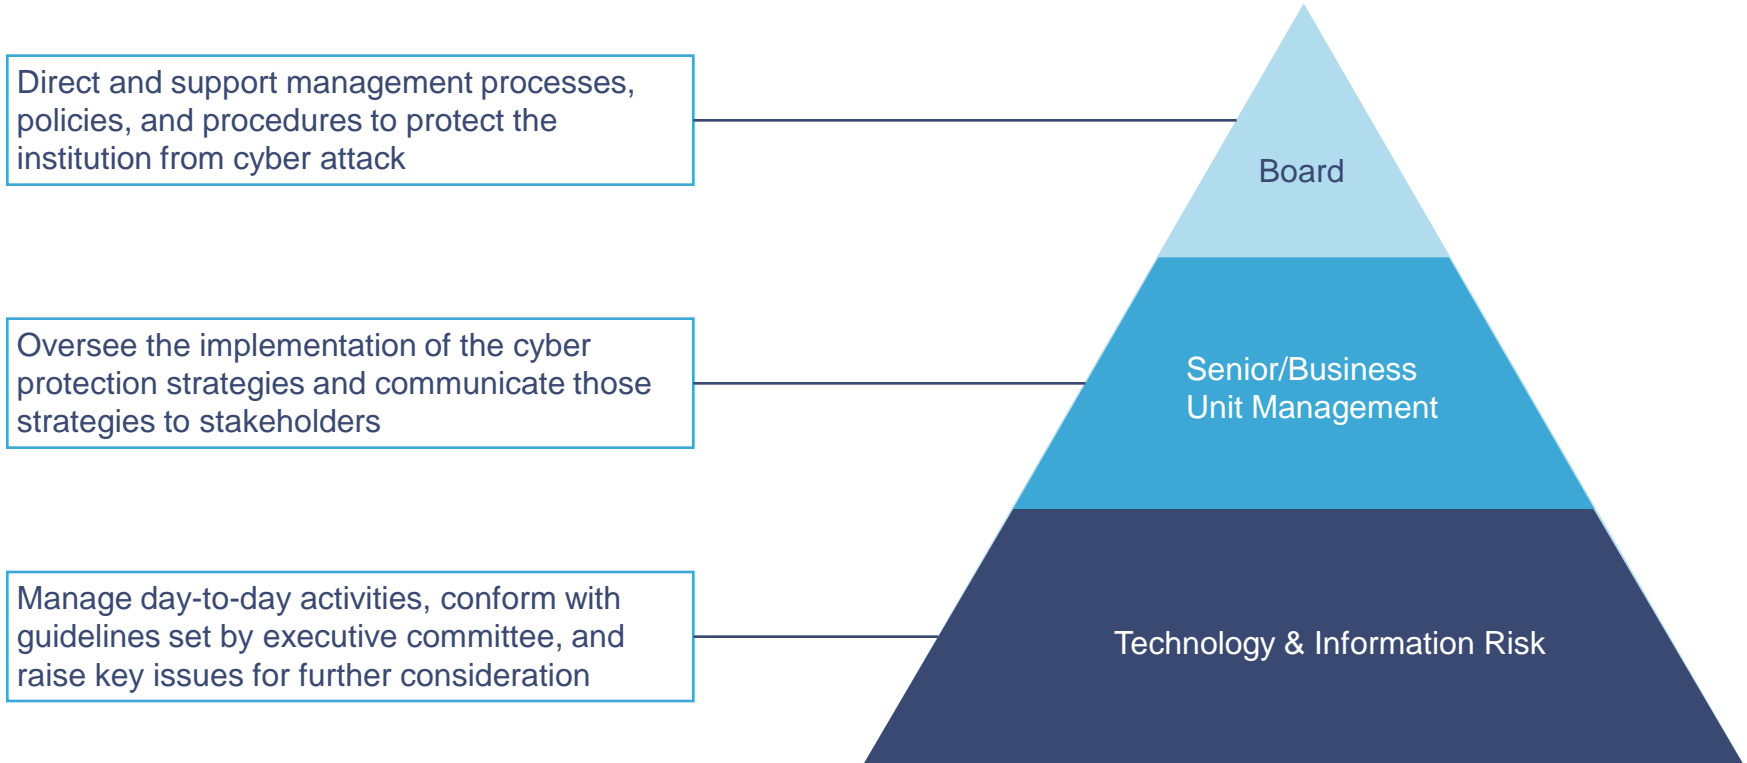 Direct and support management processes,
policies, and procedures to protect the
institution from cyber attack
Board
Oversee the implementation of the cyber
protection strategies and communicate those
strategies to stakeholders
Senior/Business
Unit Management
Manage day-to-day activities, conform with
guidelines set by executive committee, and
raise key issues for further consideration
Technology & Information Risk